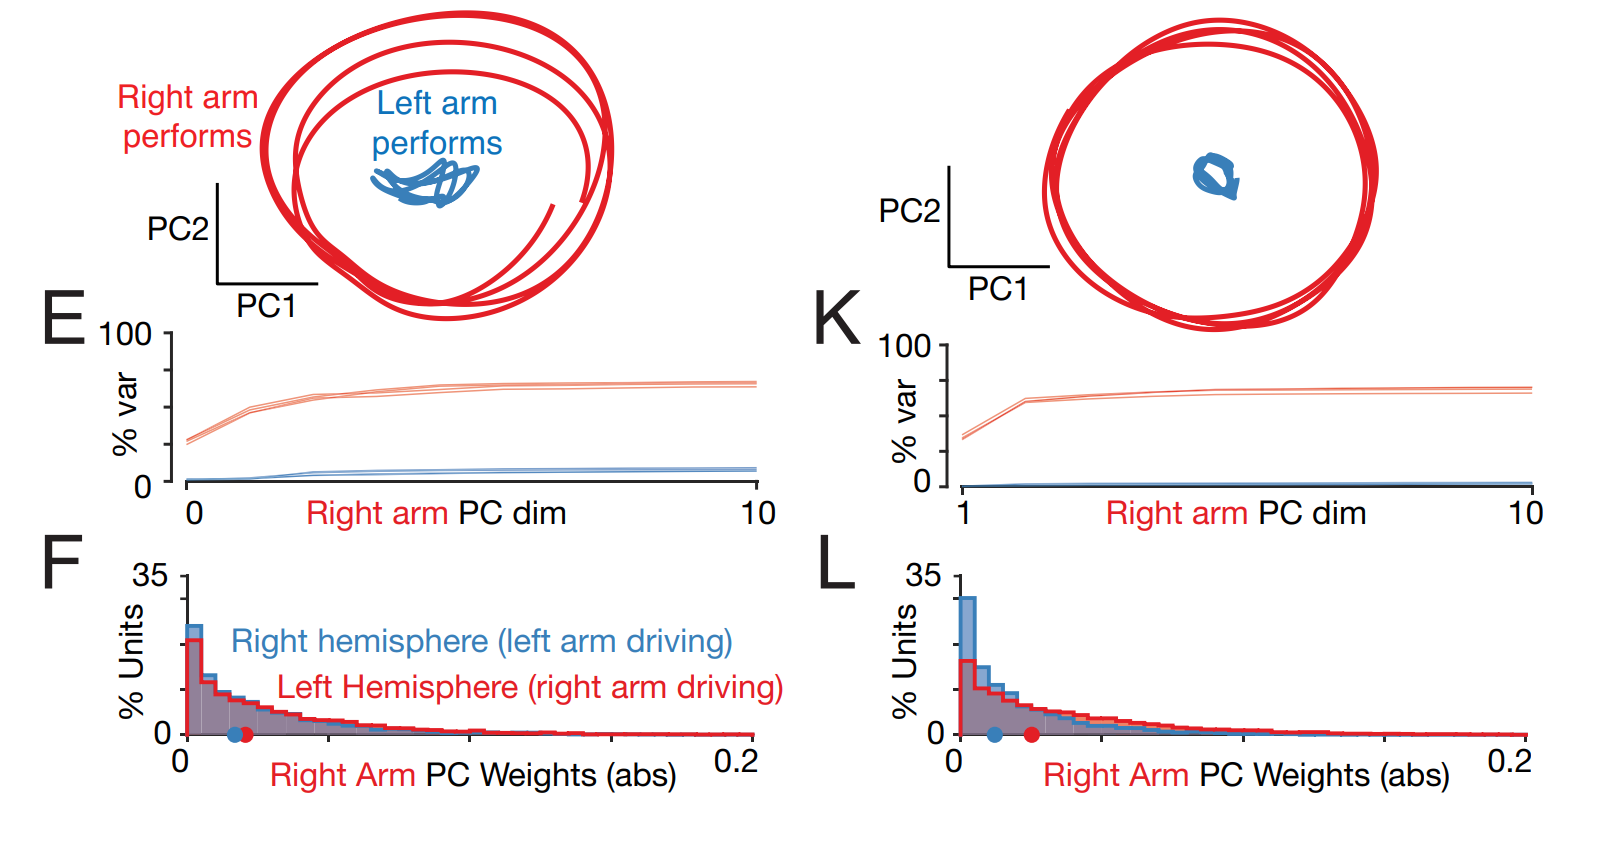 Right arm
performs
Left arm
performs
PC2
PC1
PC2
PC1
E
100
% var
0
0
Right arm PC dim
10
K
100
% var
0
1
Right arm PC dim
10
F
35
% Units
0
Right hemisphere (left arm driving)
Left Hemisphere (right arm driving)
0
Right Arm PC Weights (abs)
0.2
L
35
% Units
0
0
Right Arm PC Weights (abs)
0.2